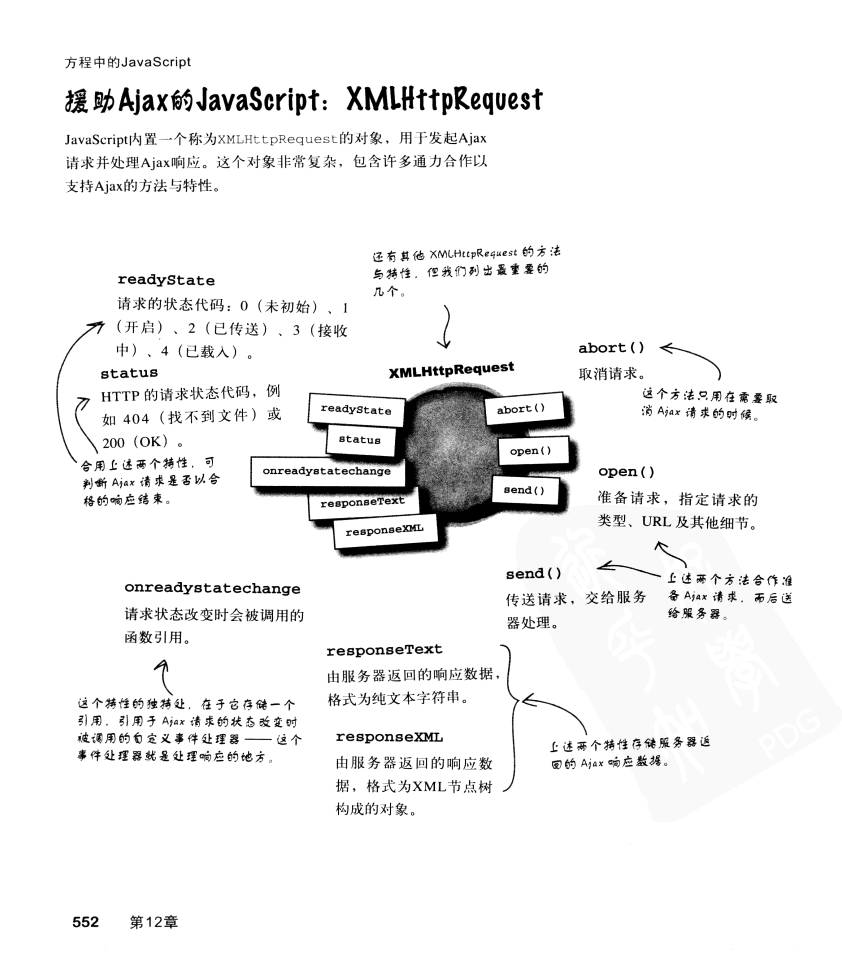 方程中的JavaScript
援助Ajax的JavaScript：XMLHttpRequest
JavaScript内置一个称为XMLHttpRequest的对象，用于发起Ajax
请求并处理Ajax响应。这个对象非常复杂，包含许多通力合作以
支持Ajax的方法与特性。
还有其他 XMLHttpRequest 的方法
与特性，但我们列出最重要的
几个。
readyState
请求的状态代码：0（未初始）、1
（开启）、2（已传送）、3（接收
中）、4（已载入）。
status
HTTP 的请求状态代码，例
如 404（找不到文件）或
200（OK）。
合用上述两个特性，可
判断 Ajax 请求是否以合
格的响应结束。
XMLHttpRequest
readyState
status
onreadystatechange
responseText
responseXML
abort()
open()
send()
abort()
取消请求。
这个方法只用在需要取
消 Ajax 请求的时候。
open()
准备请求，指定请求的
类型、URL 及其他细节。
send()
传送请求，交给服务
器处理。
上述两个方法合作准
备 Ajax 请求，而后送
给服务器。
onreadystatechange
请求状态改变时会被调用的
函数引用。
这个特性的独特处，在于它存储一个
引用，引用于 Ajax 请求的状态改变时
被调用的自定义事件处理器——这个
事件处理器就是处理响应的地方。
responseText
由服务器返回的响应数据，
格式为纯文本字符串。
responseXML
由服务器返回的响应数
据，格式为XML节点树
构成的对象。
上述两个特性存储服务器返
回的 Ajax 响应数据。
PDG
552 第12章